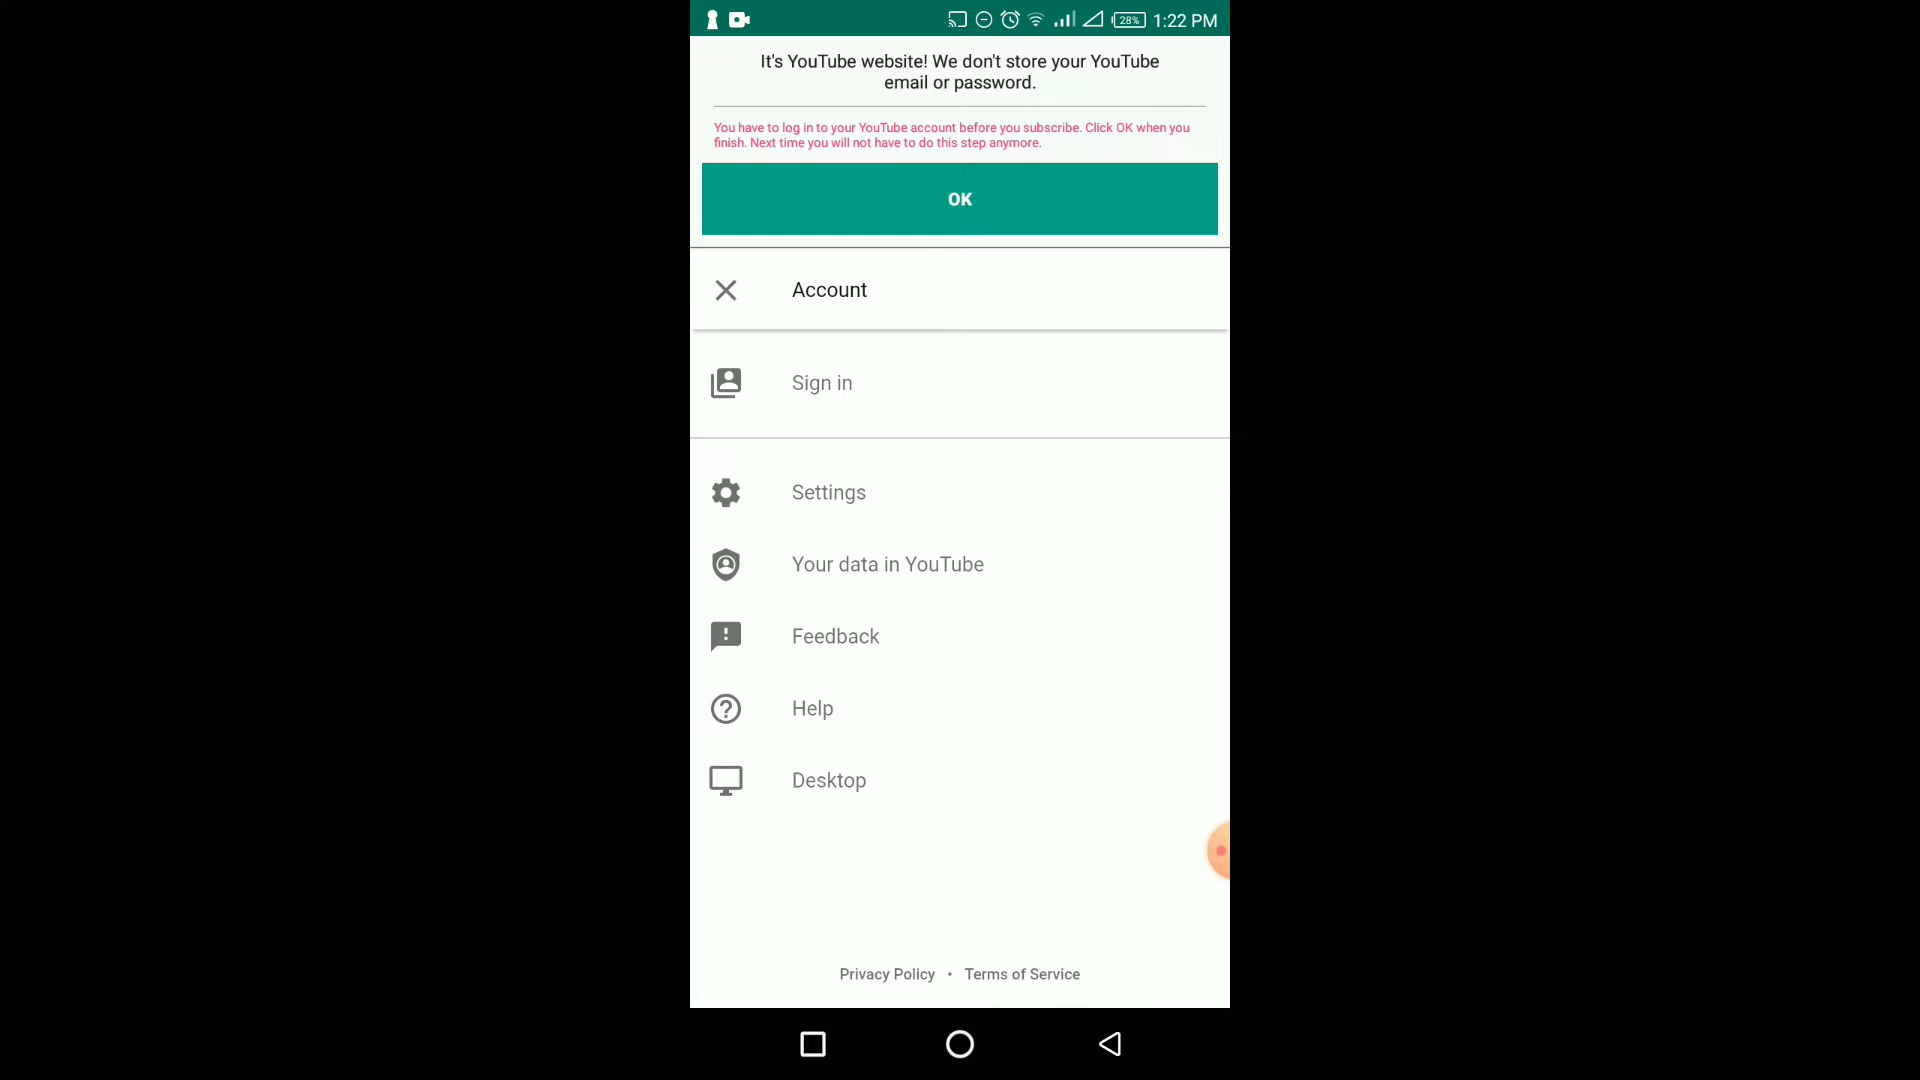 28% 1:22 PM
It's YouTube website! We don't store your YouTube
email or password.
You have to log in to your YouTube account before you subscribe. Click OK when you
finish. Next time you will not have to do this step anymore.
OK
Account
Sign in
Settings
Your data in YouTube
Feedback
Help
Desktop
Privacy Policy • Terms of Service